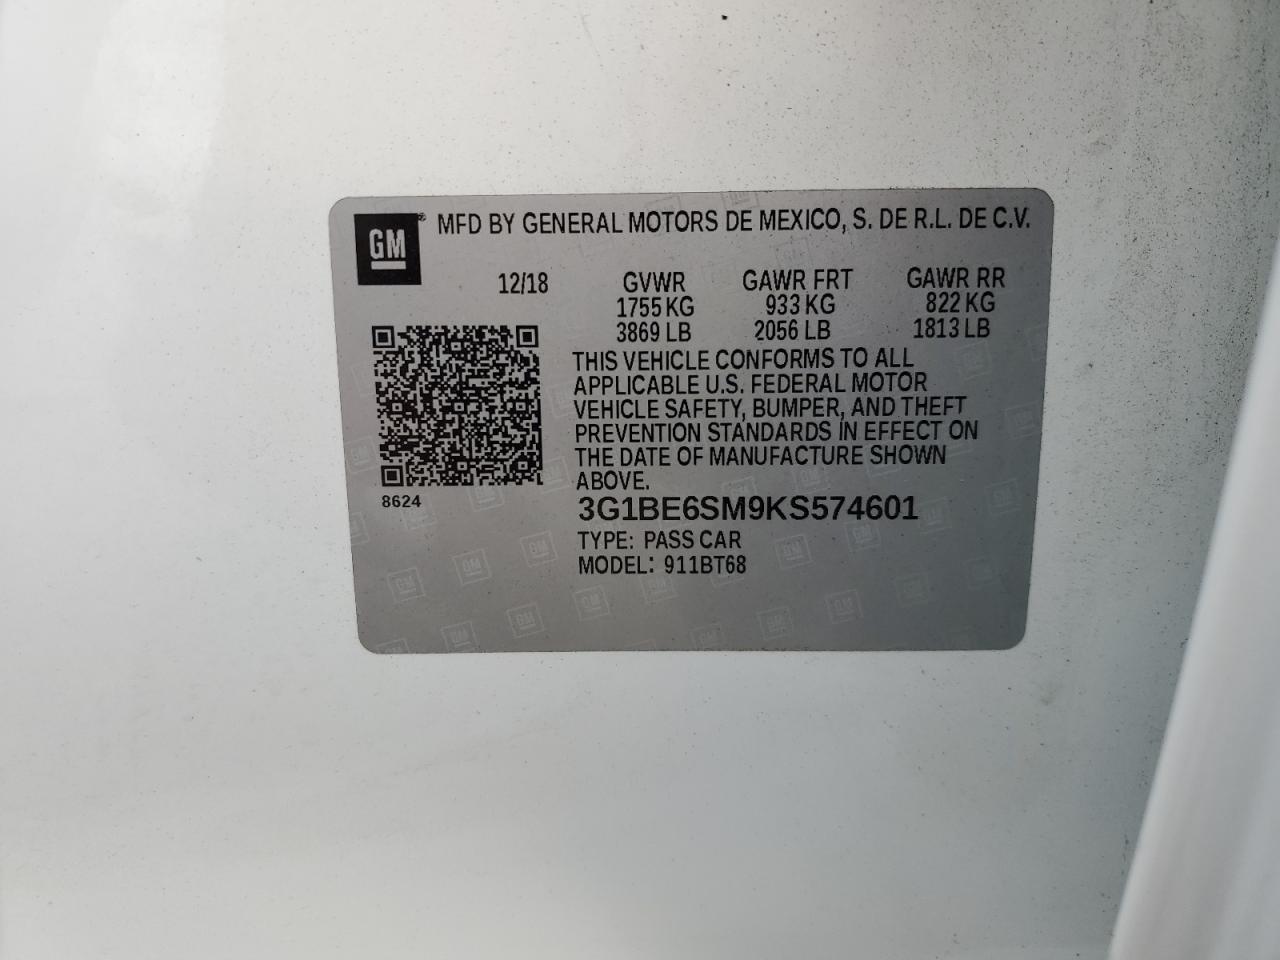 GM ® MFD BY GENERAL MOTORS DE MEXICO, S. DE R.L. DE C.V.
12/18 GVWR GAWR FRT GAWR RR
1755 KG 933 KG 822 KG
3869 LB 2056 LB 1813 LB
THIS VEHICLE CONFORMS TO ALL
APPLICABLE U.S. FEDERAL MOTOR
VEHICLE SAFETY, BUMPER, AND THEFT
PREVENTION STANDARDS IN EFFECT ON
THE DATE OF MANUFACTURE SHOWN
ABOVE.
8624
3G1BE6SM9KS574601
TYPE: PASS CAR
MODEL: 911BT68